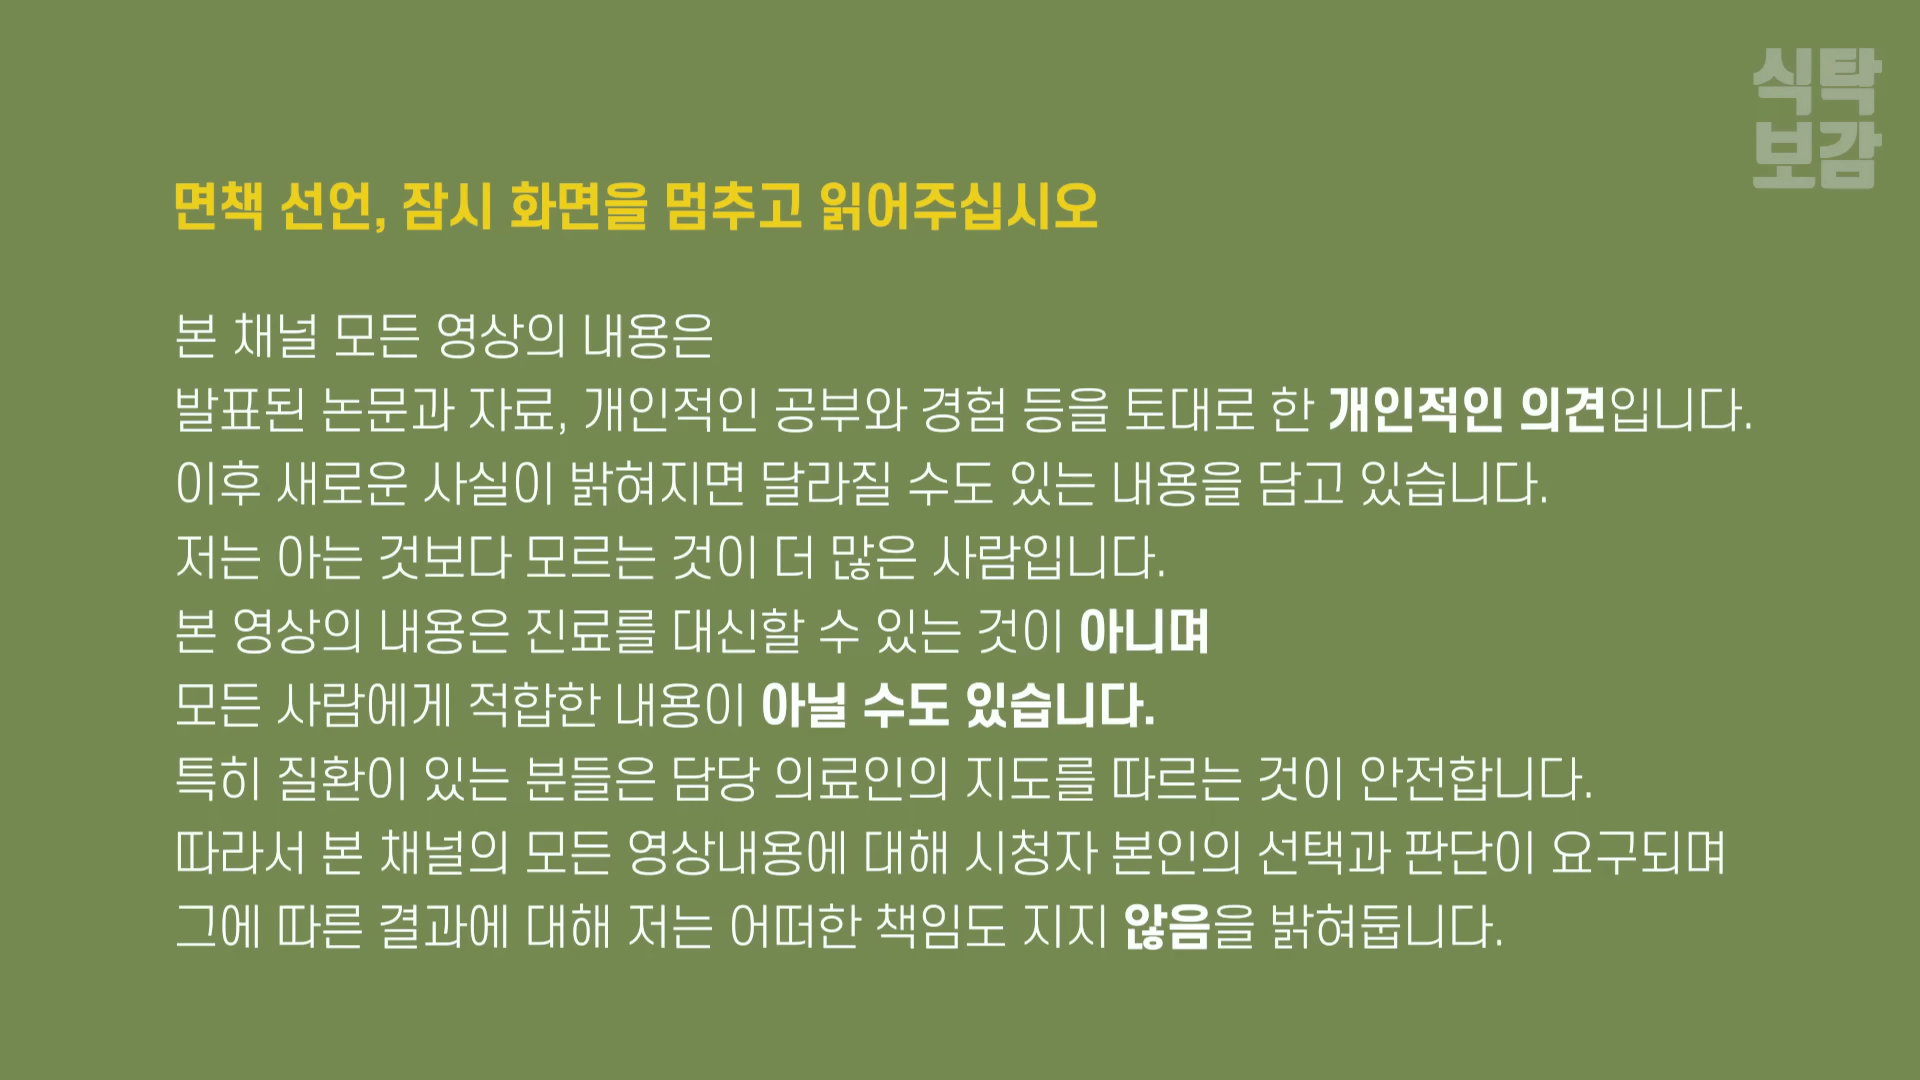 식탁
보감
면책 선언, 잠시 화면을 멈추고 읽어주십시오
본 채널 모든 영상의 내용은
발표된 논문과 자료, 개인적인 공부와 경험 등을 토대로 한 개인적인 의견입니다.
이후 새로운 사실이 밝혀지면 달라질 수도 있는 내용을 담고 있습니다.
저는 아는 것보다 모르는 것이 더 많은 사람입니다.
본 영상의 내용은 진료를 대신할 수 있는 것이 아니며
모든 사람에게 적합한 내용이 아닐 수도 있습니다.
특히 질환이 있는 분들은 담당 의료인의 지도를 따르는 것이 안전합니다.
따라서 본 채널의 모든 영상내용에 대해 시청자 본인의 선택과 판단이 요구되며
그에 따른 결과에 대해 저는 어떠한 책임도 지지 않음을 밝혀둡니다.